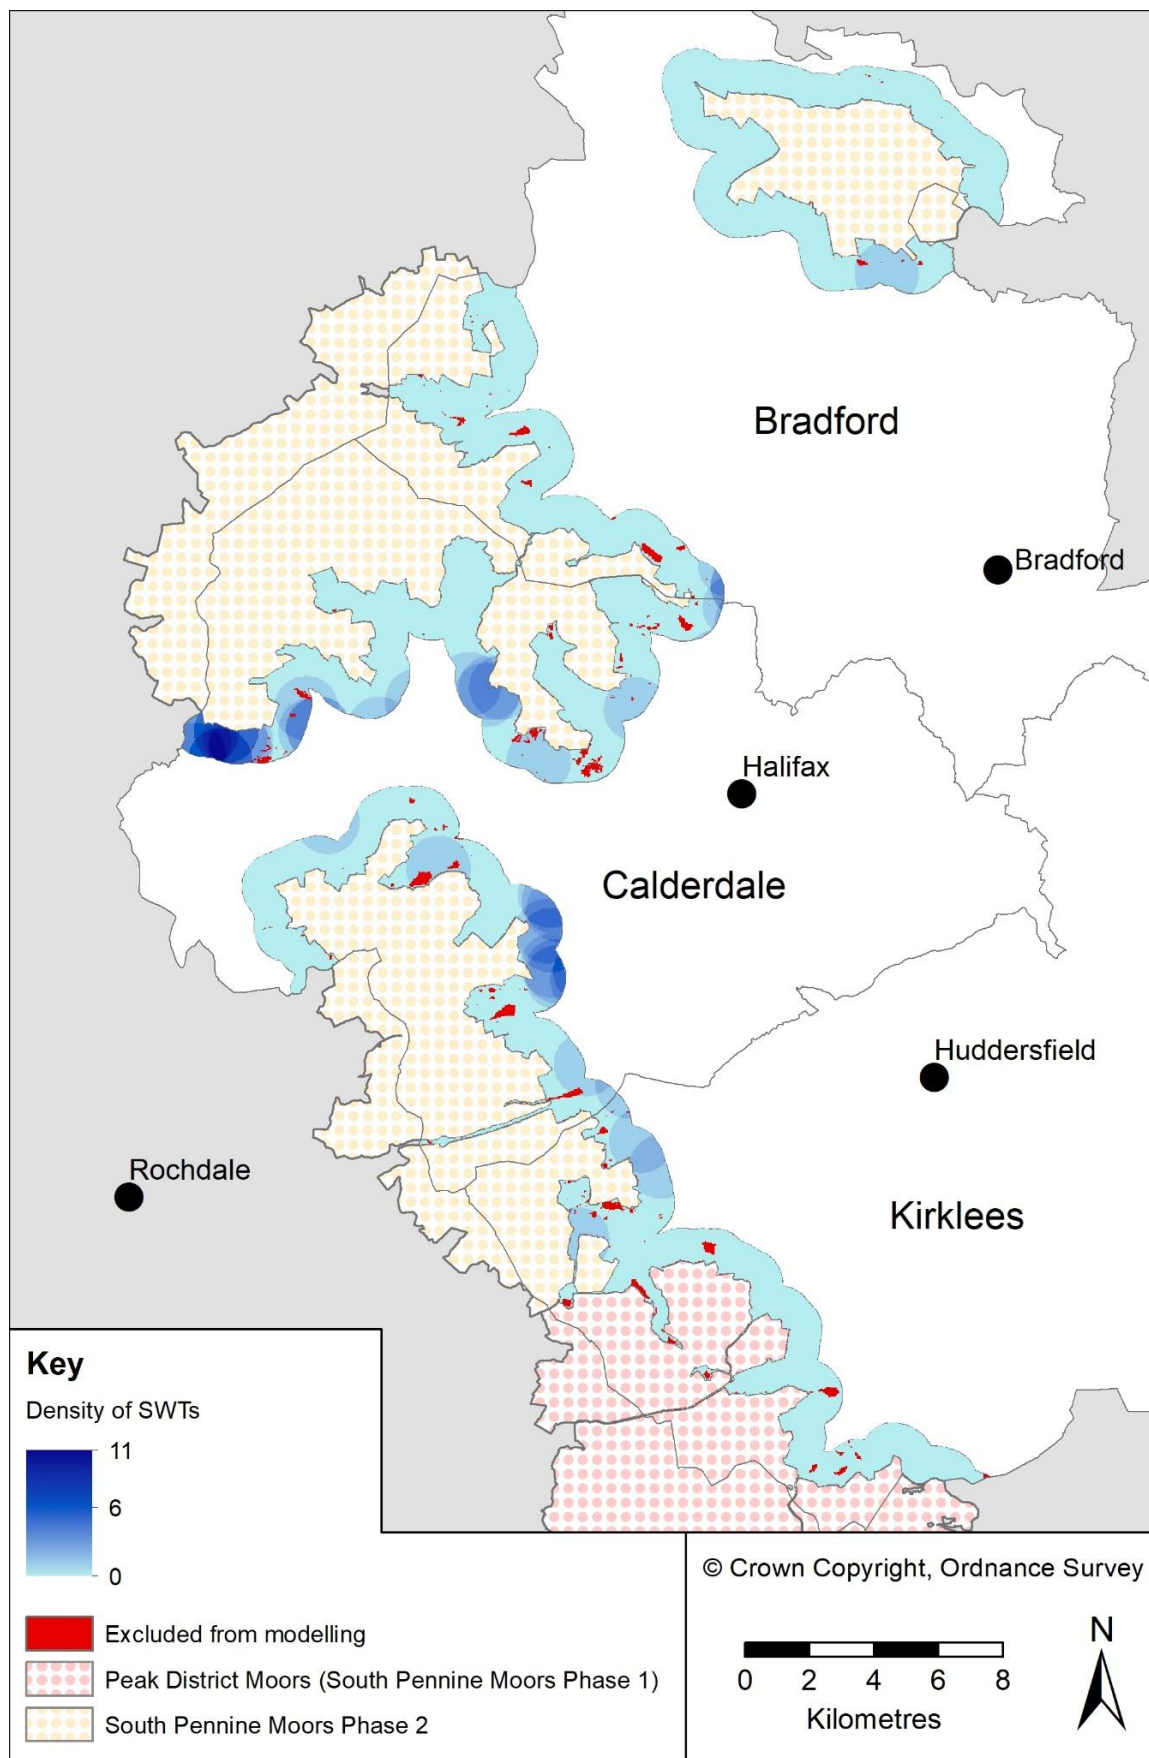 Bradford
Bradford
Halifax
Calderdale
Huddersfield
Rochdale
Kirklees
Key
Density of SWTs
11
6
0
Excluded from modelling
Peak District Moors (South Pennine Moors Phase 1)
South Pennine Moors Phase 2
© Crown Copyright, Ordnance Survey
N
0 2 4 6 8
Kilometres